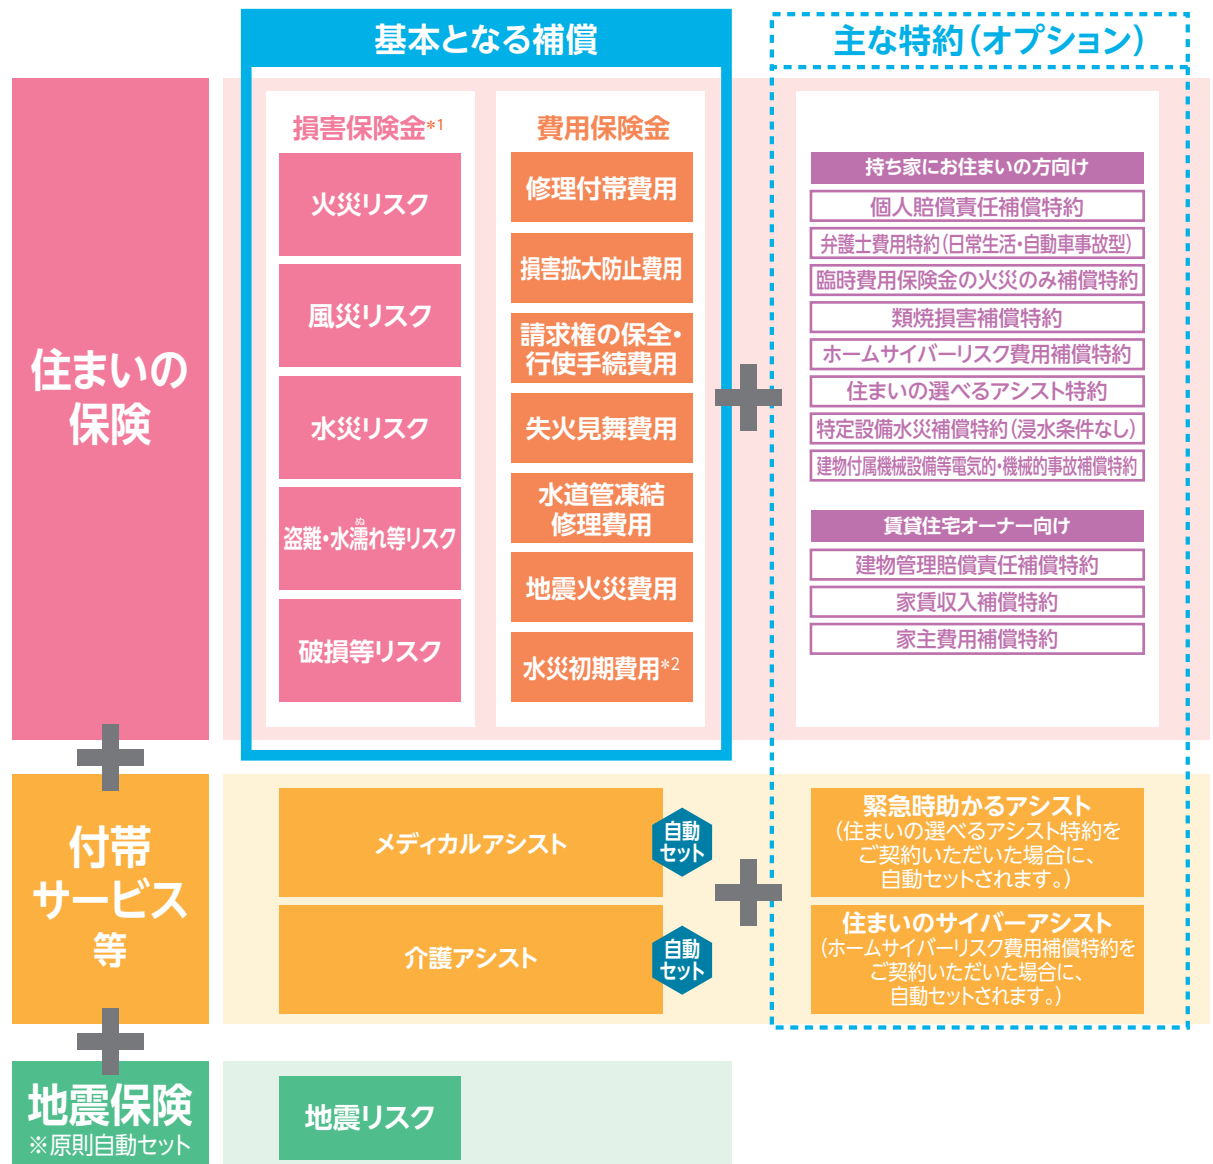 基本となる補償
主な特約（オプション）
住まいの
保険
損害保険金*1
火災リスク
風災リスク
水災リスク
盗難・水濡れ等リスク
ぬ
破損等リスク
費用保険金
修理付帯費用
損害拡大防止費用
請求権の保全・
行使手続費用
失火見舞費用
水道管凍結
修理費用
地震火災費用
水災初期費用*2
持ち家にお住まいの方向け
個人賠償責任補償特約
弁護士費用特約（日常生活・自動車事故型）
臨時費用保険金の火災のみ補償特約
類焼損害補償特約
ホームサイバーリスク費用補償特約
住まいの選べるアシスト特約
特定設備水災補償特約（浸水条件なし）
建物付属機械設備等電気的・機械的事故補償特約
賃貸住宅オーナー向け
建物管理賠償責任補償特約
家賃収入補償特約
家主費用補償特約
付帯
サービス
等
メディカルアシスト
自動
セット
介護アシスト
自動
セット
緊急時助かるアシスト
（住まいの選べるアシスト特約を
ご契約いただいた場合に、
自動セットされます。）
住まいのサイバーアシスト
（ホームサイバーリスク費用補償特約を
ご契約いただいた場合に、
自動セットされます。）
地震保険
※原則自動セット
地震リスク